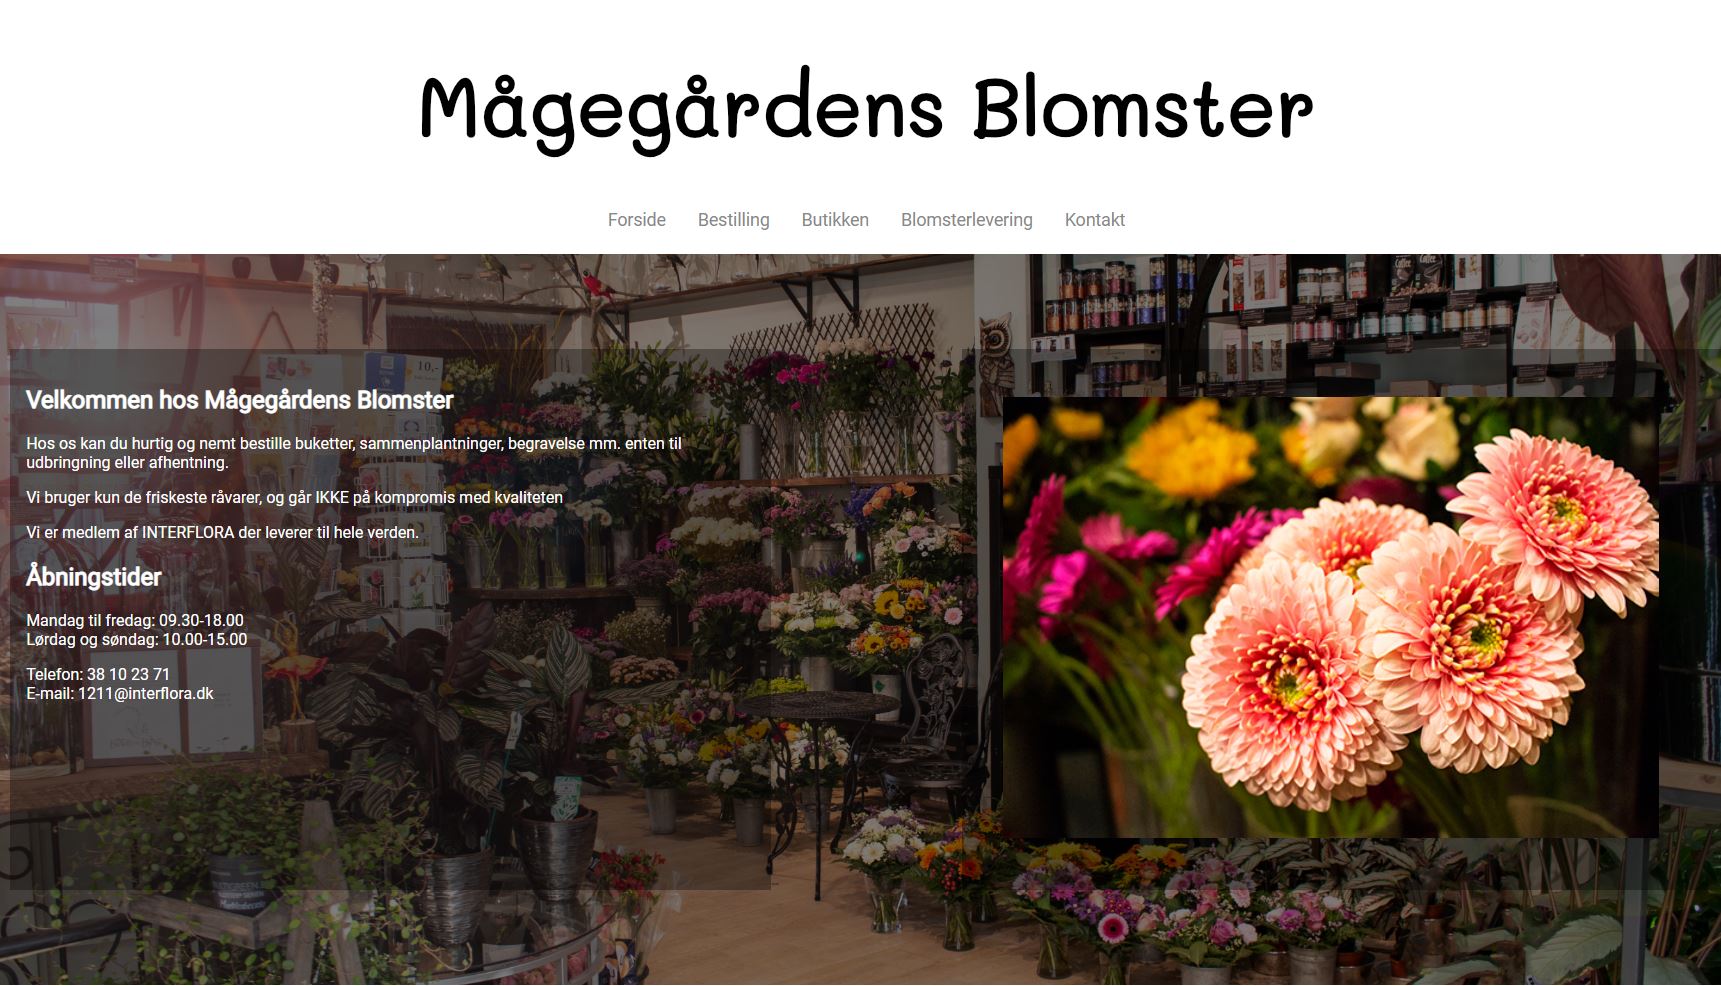 Mågegårdens Blomster
Forside Bestilling Butikken Blomsterlevering Kontakt
10,-
Coffee
Velkommen hos Mågegårdens Blomster
Hos os kan du hurtig og nemt bestille buketter, sammenplantninger, begravelse mm. enten til
udbringning eller afhentning.
Vi bruger kun de friskeste råvarer, og går IKKE på kompromis med kvaliteten
Vi er medlem af INTERFLORA der leverer til hele verden.
Åbningstider
Mandag til fredag: 09.30-18.00
Lørdag og søndag: 10.00-15.00
Telefon: 38 10 23 71
E-mail: 1211@interflora.dk